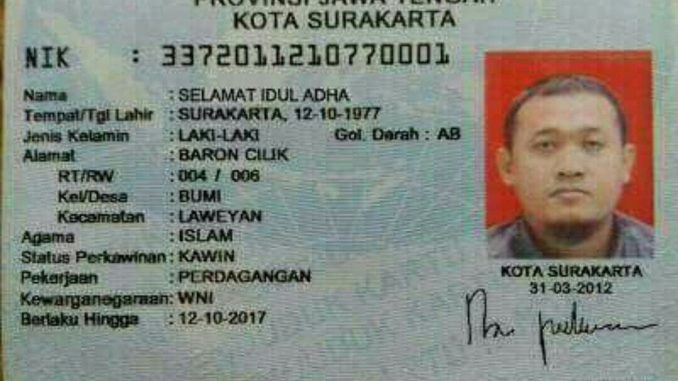 PROVINSI JAWA TENGAH
KOTA SURAKARTA
NIK : 3372011210770001
Nama : SELAMAT IDUL ADHA
Tempat/Tgl Lahir : SURAKARTA, 12-10-1977
Jenis Kelamin : LAKI-LAKI Gol. Darah : AB
Alamat : BARON CILIK
RT/RW : 004 / 006
Kel/Desa : BUMI
Kecamatan : LAWEYAN
Agama : ISLAM
Status Perkawinan : KAWIN
Pekerjaan : PERDAGANGAN
Kewarganegaraan : WNI
Berlaku Hingga : 12-10-2017
KOTA SURAKARTA
31-03-2012